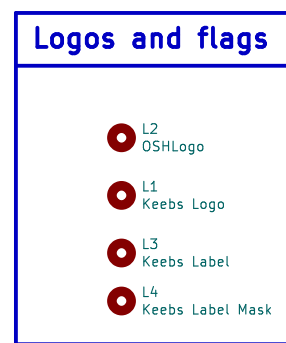 Logos and flags
L2
OSHLogo
L1
Keebs Logo
L3
Keebs Label
L4
Keebs Label Mask